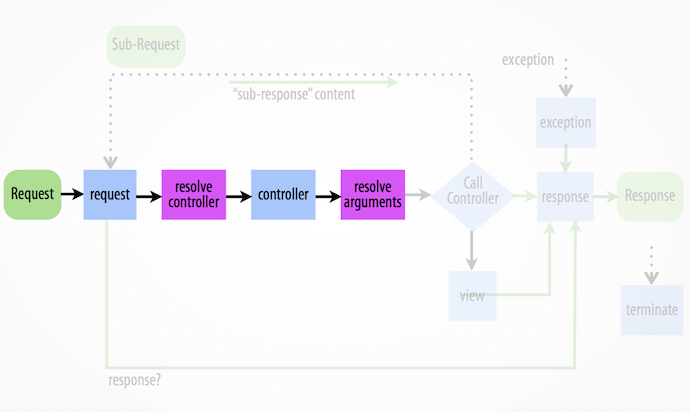 Sub-Request
exception
“sub-response” content
exception
Request
request
resolve
controller
controller
resolve
arguments
Call
Controller
response
Response
view
terminate
response?